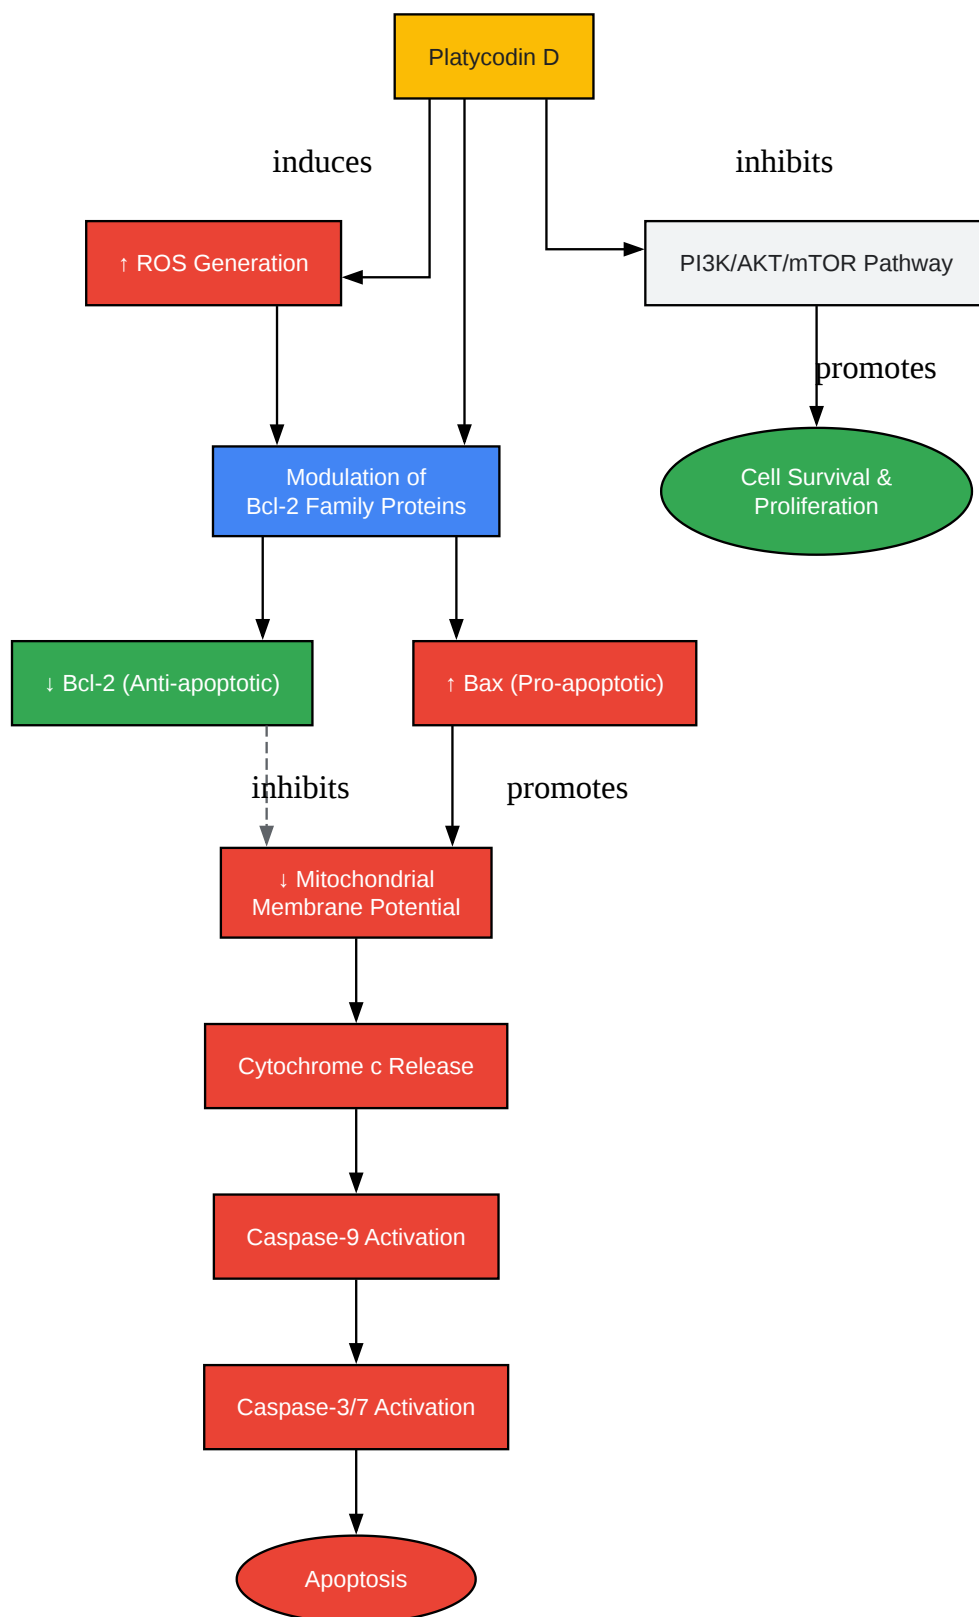 Platycodin D
induces
inhibits
↑ ROS Generation
PI3K/AKT/mTOR Pathway
promotes
Modulation of
Bcl-2 Family Proteins
Cell Survival &
Proliferation
↓ Bcl-2 (Anti-apoptotic)
↑ Bax (Pro-apoptotic)
inhibits
promotes
↓ Mitochondrial
Membrane Potential
Cytochrome c Release
Caspase-9 Activation
Caspase-3/7 Activation
Apoptosis